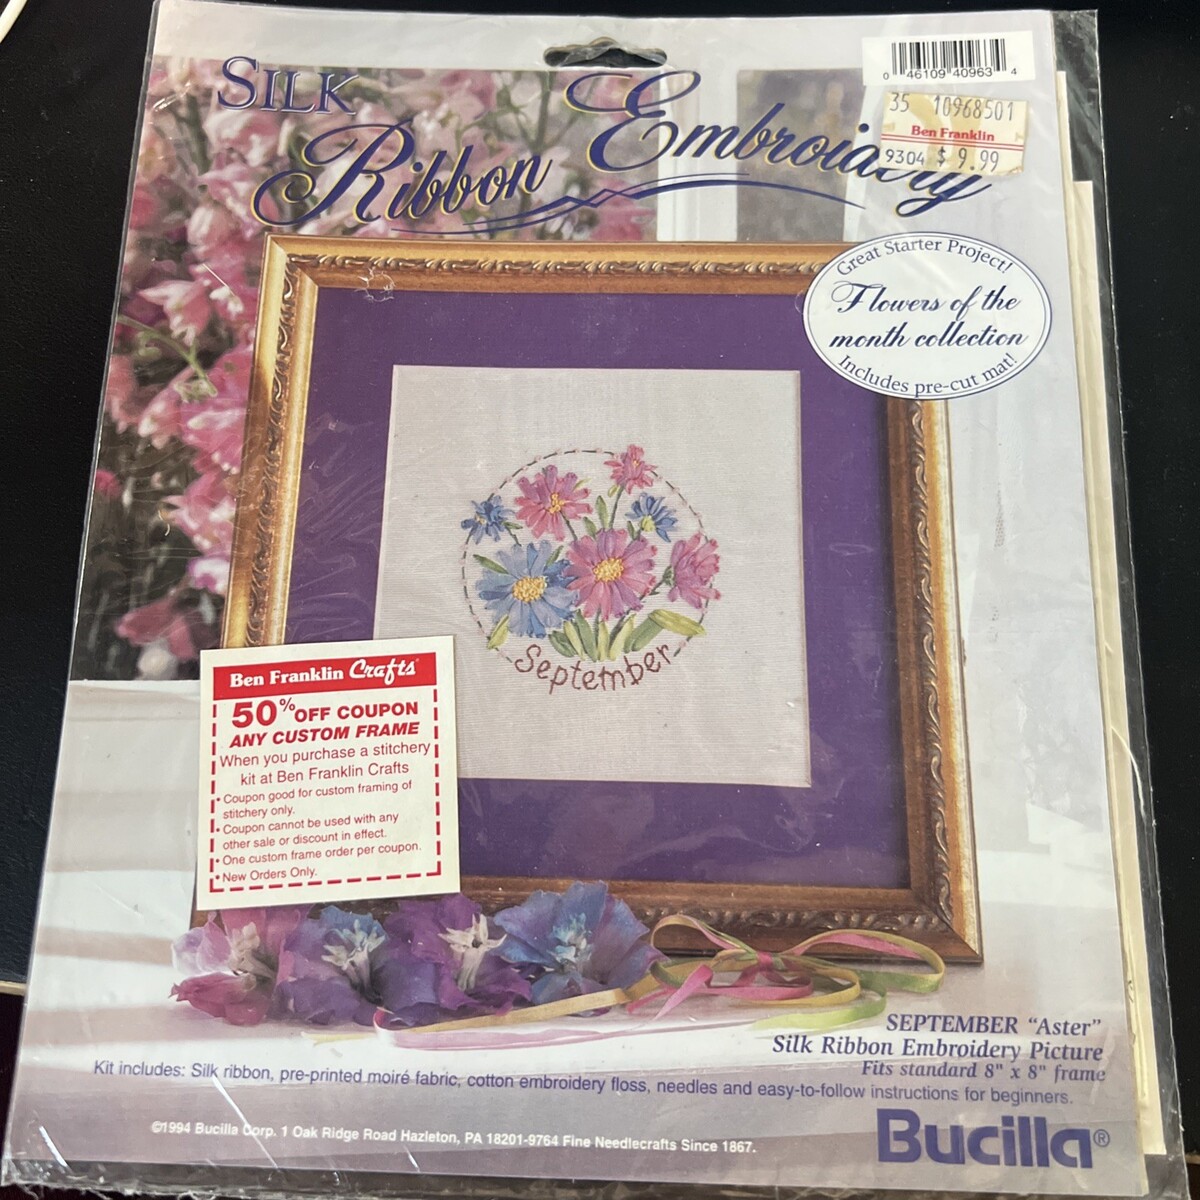 SILK
Ribbon Embroidery
0 46109 40963 4
35 10968501
Ben Franklin
9304 $ 9.99
Great Starter Project!
Flowers of the
month collection
Includes pre-cut mat!
September
Ben Franklin Crafts
50% OFF COUPON
ANY CUSTOM FRAME
When you purchase a stitchery
kit at Ben Franklin Crafts
• Coupon good for custom framing of
stitchery only.
• Coupon cannot be used with any
other sale or discount in effect.
• One custom frame order per coupon.
• New Orders Only.
SEPTEMBER "Aster"
Silk Ribbon Embroidery Picture
Fits standard 8" x 8" frame
Kit includes: Silk ribbon, pre-printed moiré fabric, cotton embroidery floss, needles and easy-to-follow instructions for beginners.
©1994 Bucilla Corp. 1 Oak Ridge Road Hazleton, PA 18201-9764 Fine Needlecrafts Since 1867.
Bucilla®